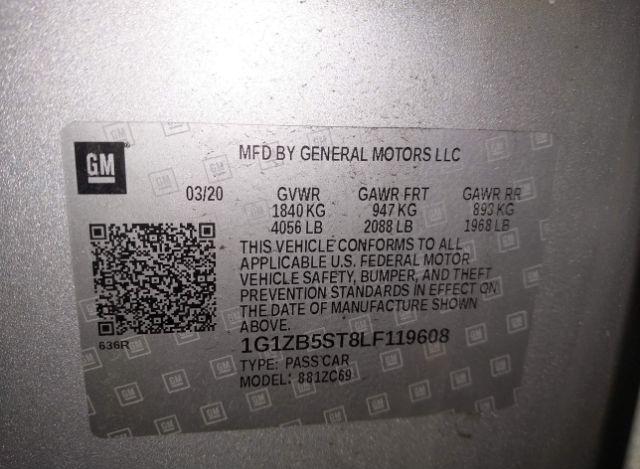 GM
MFD BY GENERAL MOTORS LLC
03/20 GVWR GAWR FRT GAWR RR
1840 KG 947 KG 893 KG
4056 LB 2088 LB 1968 LB
THIS VEHICLE CONFORMS TO ALL
APPLICABLE U.S. FEDERAL MOTOR
VEHICLE SAFETY, BUMPER, AND THEFT
PREVENTION STANDARDS IN EFFECT ON
THE DATE OF MANUFACTURE SHOWN
ABOVE.
636R
1G1ZB5ST8LF119608
TYPE: PASS CAR
MODEL: 881ZC69